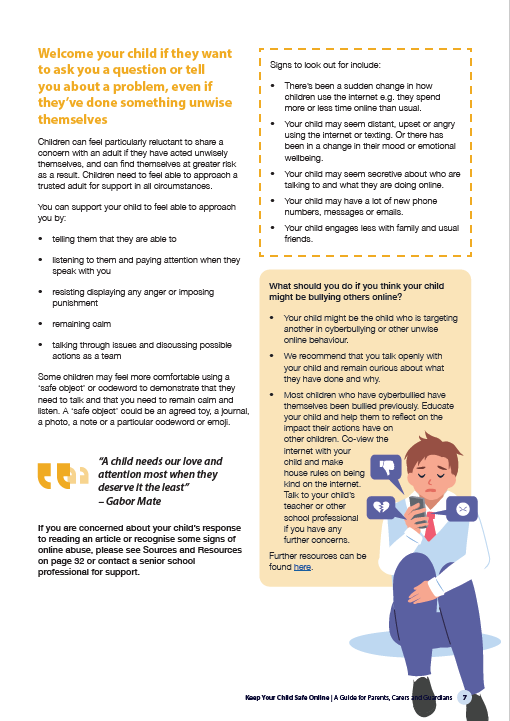 Welcome your child if they want
to ask you a question or tell
you about a problem, even if
they've done something unwise
themselves
Children can feel particularly reluctant to share a
concern with an adult if they have acted unwisely
themselves, and can find themselves at greater risk
as a result. Children need to feel able to approach a
trusted adult for support in all circumstances.
You can support your child to feel able to approach
you by:
• telling them that they are able to
• listening to them and paying attention when they
speak with you
• resisting displaying any anger or imposing
punishment
• remaining calm
• talking through issues and discussing possible
actions as a team
Some children may feel more comfortable using a
'safe object' or codeword to demonstrate that they
need to talk and that you need to remain calm and
listen. A 'safe object' could be an agreed toy, a journal,
a photo, a note or a particular codeword or emoji.
"A child needs our love and
attention most when they
deserve it the least"
– Gabor Mate
If you are concerned about your child's response
to reading an article or recognise some signs of
online abuse, please see Sources and Resources
on page 32 or contact a senior school
professional for support.
Signs to look out for include:
• There's been a sudden change in how
children use the internet e.g. they spend
more or less time online than usual.
• Your child may seem distant, upset or angry
using the internet or texting. Or there has
been in a change in their mood or emotional
wellbeing.
• Your child may seem secretive about who are
talking to and what they are doing online.
• Your child may have a lot of new phone
numbers, messages or emails.
• Your child engages less with family and usual
friends.
What should you do if you think your child
might be bullying others online?
• Your child might be the child who is targeting
another in cyberbullying or other unwise
online behaviour.
• We recommend that you talk openly with
your child and remain curious about what
they have done and why.
• Most children who have cyberbullied have
themselves been bullied previously. Educate
your child and help them to reflect on the
impact their actions have on
other children. Co-view the
internet with your
child and make
house rules on being
kind on the internet.
Talk to your child's
teacher or other
school professional
if you have any
further concerns.
Further resources can be
found here.
Keep Your Child Safe Online | A Guide for Parents, Carers and Guardians 7